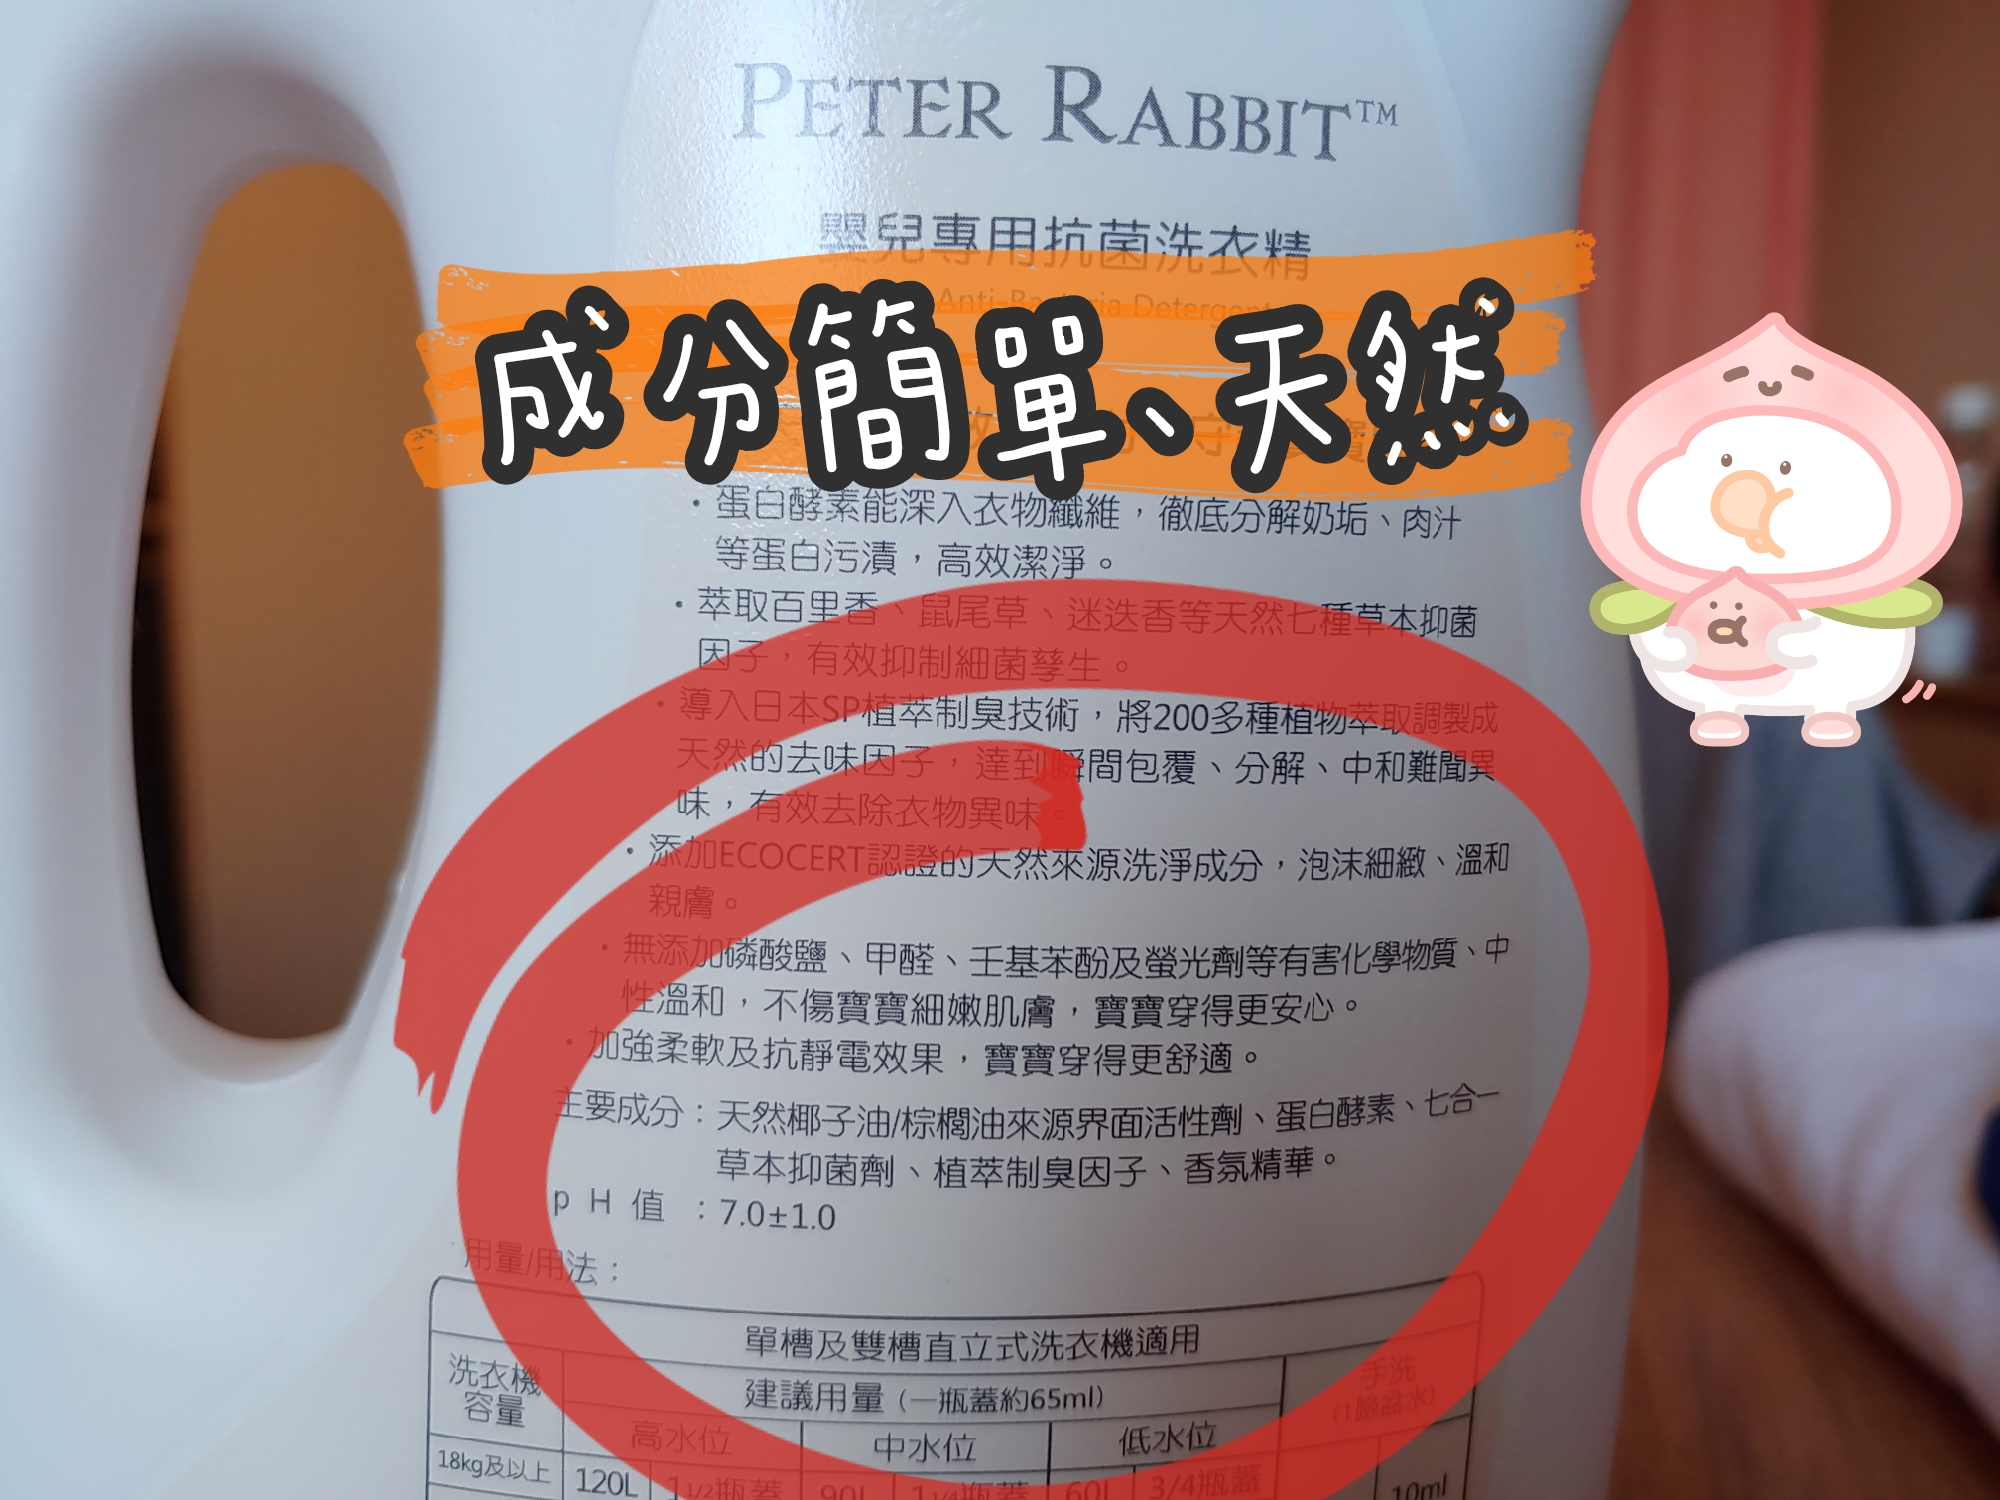 PETER RABBIT™
嬰兒專用抗菌洗衣精
Anti-Bacteria Detergent
成分簡單、天然
・蛋白酵素能深入衣物纖維，徹底分解奶垢、肉汁
等蛋白污漬，高效潔淨。
・萃取百里香、鼠尾草、迷迭香等天然七種草本抑菌
因子，有效抑制細菌孳生。
・導入日本SP植萃制臭技術，將200多種植物萃取調製成
天然的去味因子，達到瞬間包覆、分解、中和難聞異
味，有效去除衣物異味。
・添加ECOCERT認證的天然來源洗淨成分，泡沫細緻、溫和
親膚。
・無添加磷酸鹽、甲醛、壬基苯酚及螢光劑等有害化學物質、中
性溫和，不傷寶寶細嫩肌膚，寶寶穿得更安心。
・加強柔軟及抗靜電效果，寶寶穿得更舒適。
主要成分：天然椰子油/棕櫚油來源界面活性劑、蛋白酵素、七合一
草本抑菌劑、植萃制臭因子、香氛精華。
pH值：7.0±1.0
用量/用法：
單槽及雙槽直立式洗衣機適用
洗衣機容量 建議用量（一瓶蓋約65ml） 手洗（1臉盆水）
高水位 中水位 低水位
18kg及以上 120L 1 1/2瓶蓋 90L 1 1/4瓶蓋 60L 3/4瓶蓋 10ml